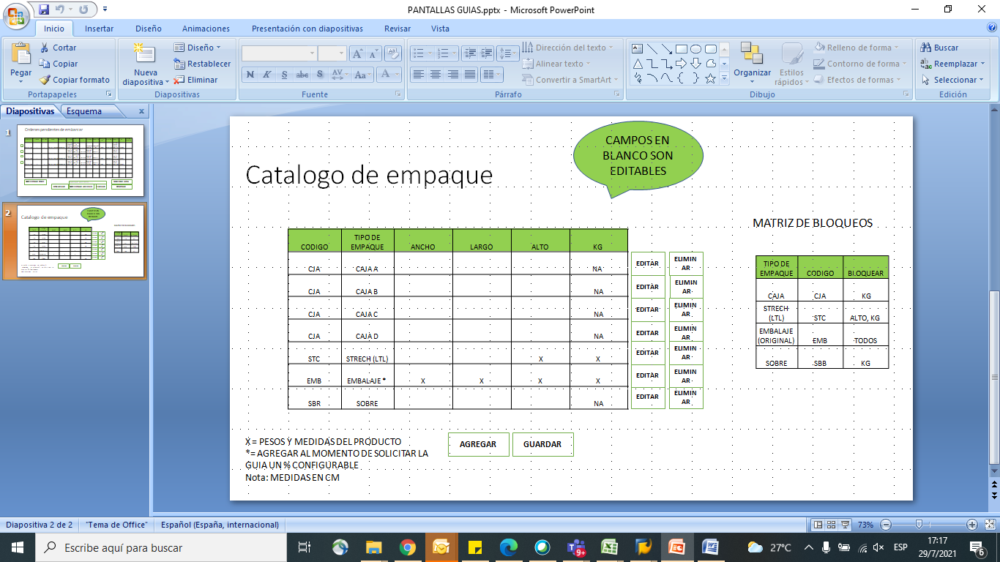 PANTALLAS GUIAS.pptx - Microsoft PowerPoint
Inicio Insertar Diseño Animaciones Presentación con diapositivas Revisar Vista
Pegar
Cortar
Copiar
Copiar formato
Portapapeles
Nueva diapositiva
Diseño
Restablecer
Eliminar
Diapositivas
N K S abc S AV Aa A
Fuente
Dirección del texto
Alinear texto
Convertir a SmartArt
Párrafo
Organizar
Estilos rápidos
Relleno de forma
Contorno de forma
Efectos de formas
Dibujo
Buscar
Reemplazar
Seleccionar
Edición
Diapositivas Esquema x
1
Ordenes pendientes de embarcar
2
Catalogo de empaque
CAMPOS EN
BLANCO SON
EDITABLES
Catalogo de empaque
MATRIZ DE BLOQUEOS
CODIGO TIPO DE EMPAQUE ANCHO LARGO ALTO KG
CJA CAJA A NA EDITAR ELIMINAR
CJA CAJA B NA EDITAR ELIMINAR
CJA CAJA C NA EDITAR ELIMINAR
CJA CAJA D NA EDITAR ELIMINAR
STC STRECH (LTL) X X EDITAR ELIMINAR
EMB EMBALAJE * X X X X EDITAR ELIMINAR
SBR SOBRE NA EDITAR ELIMINAR
TIPO DE EMPAQUE CODIGO BLOQUEAR
CAJA CJA KG
STRECH (LTL) STC ALTO, KG
EMBALAJE (ORIGINAL) EMB TODOS
SOBRE SBB KG
X = PESOS Y MEDIDAS DEL PRODUCTO
*= AGREGAR AL MOMENTO DE SOLICITAR LA
GUIA UN % CONFIGURABLE
Nota: MEDIDAS EN CM
AGREGAR GUARDAR
Diapositiva 2 de 2 "Tema de Office" Español (España, internacional) 73%
Escribe aquí para buscar
9+
27°C ESP 17:17
29/7/2021 6